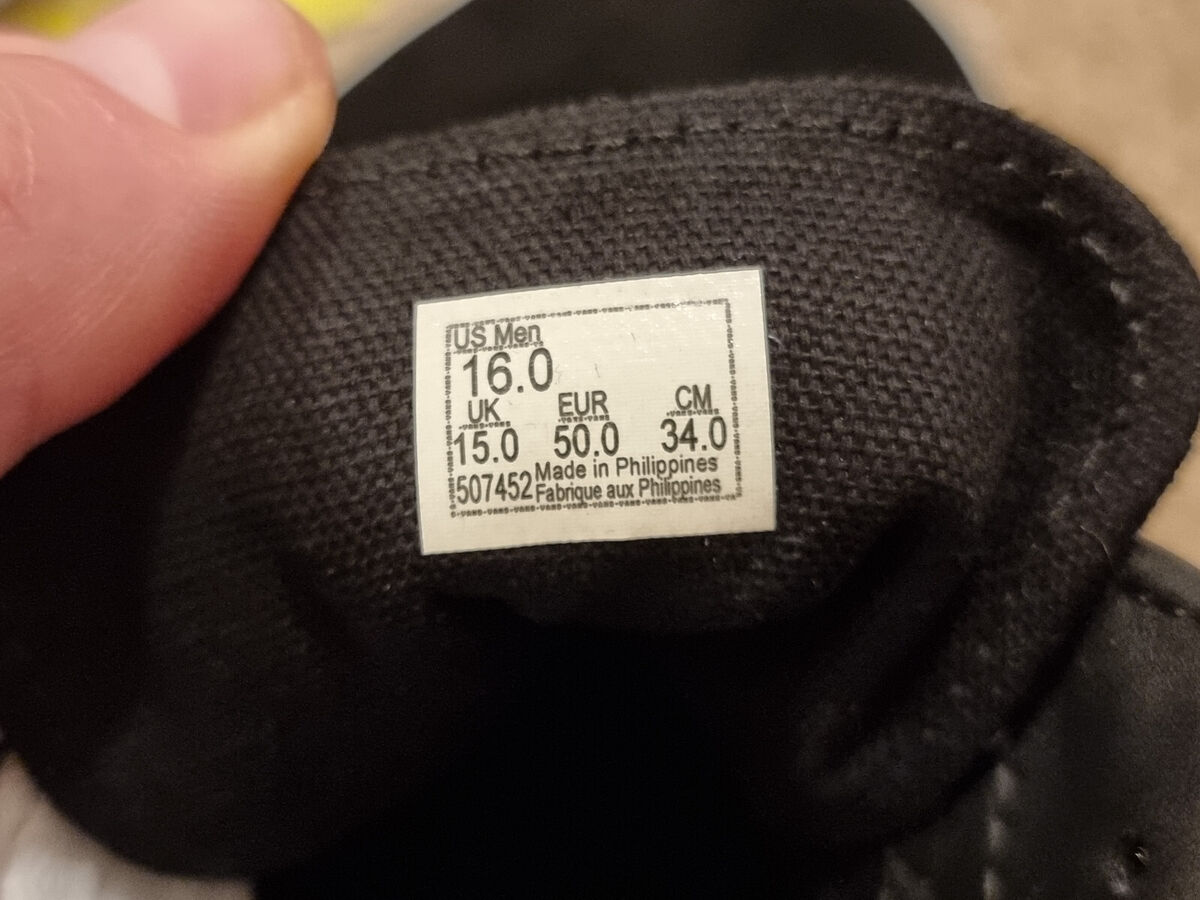 US Men
16.0
UK EUR CM
15.0 50.0 34.0
507452 Made in Philippines
Fabrique aux Philippines